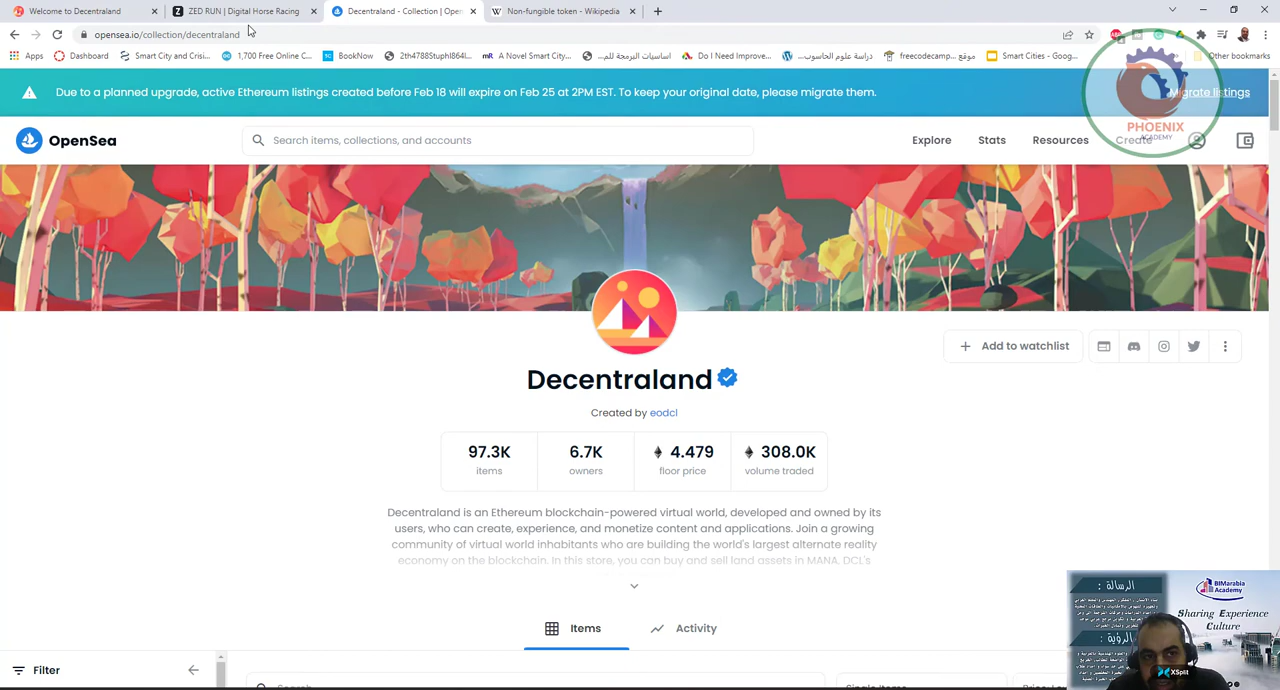 Welcome to Decentraland
ZED RUN | Digital Horse Racing
Decentraland - Collection | Open
Non-fungible token - Wikipedia
opensea.io/collection/decentraland
Apps
Dashboard
Smart City and Crisi...
1,700 Free Online C...
BookNow
2th4788Stuphl864l...
A Novel Smart City...
اساسيات البرمجة للم...
Do I Need Improve...
دراسة علوم الحاسوب...
موقع freecodecamp...
Smart Cities - Goog...
Other bookmarks
Due to a planned upgrade, active Ethereum listings created before Feb 18 will expire on Feb 25 at 2PM EST. To keep your original date, please migrate them.
Migrate listings
PHOENIX
ACADEMY
OpenSea
Search items, collections, and accounts
Explore
Stats
Resources
Create
Add to watchlist
Decentraland
Created by eodcl
97.3K
6.7K
4.479
308.0K
items
owners
floor price
volume traded
Decentraland is an Ethereum blockchain-powered virtual world, developed and owned by its
users, who can create, experience, and monetize content and applications. Join a growing
community of virtual world inhabitants who are building the world's largest alternate reality
economy on the blockchain. In this store, you can buy and sell land assets in MANA. DCL's
Items
Activity
Filter
Search
Single Items
الرسالة :
BIMarabia
Academy
Sharing Experience
Culture
الرؤية :
XSplit